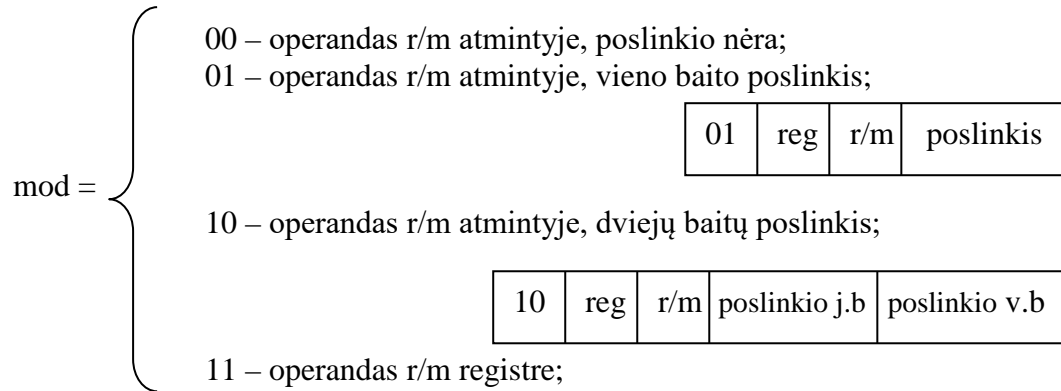 00 – operandas r/m atmintyje, poslinkio nėra;
01 – operandas r/m atmintyje, vieno baito poslinkis;
01 reg r/m poslinkis
mod =
10 – operandas r/m atmintyje, dviejų baitų poslinkis;
10 reg r/m poslinkio j.b poslinkio v.b
11 – operandas r/m registre;